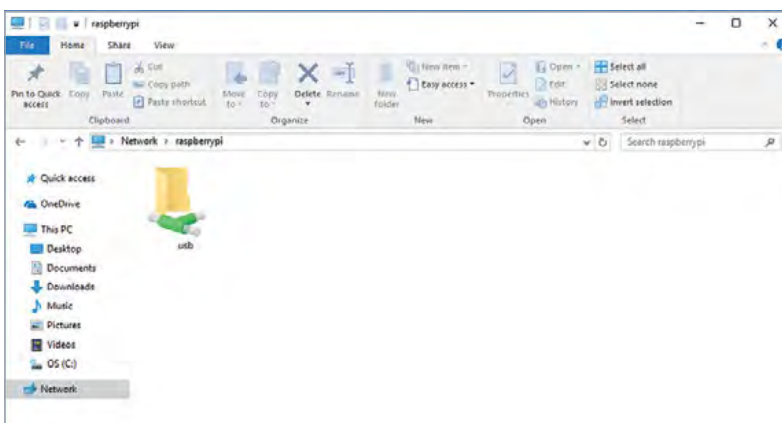 raspberrypi
File Home Share View
Pin to Quick access
Copy
Paste
Cut
Copy path
Paste shortcut
Clipboard
Move to
Copy to
Delete
Rename
Organize
New folder
New item
Easy access
New
Properties
Open
Edit
History
Open
Select all
Select none
Invert selection
Select
Network > raspberrypi
Search raspberrypi
Quick access
OneDrive
This PC
Desktop
Documents
Downloads
Music
Pictures
Videos
OS (C:)
Network
usb